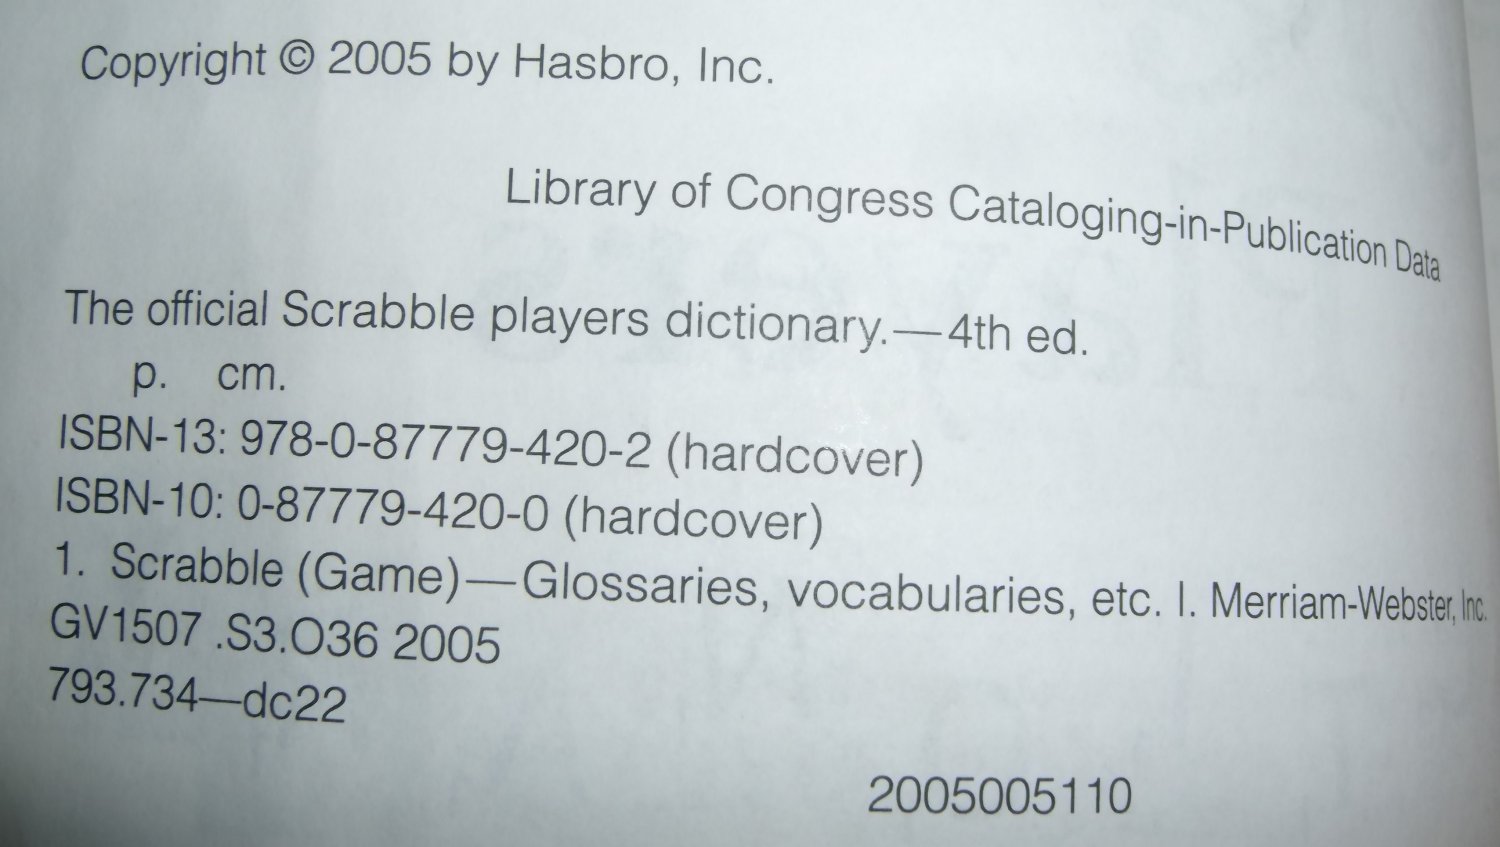 Copyright © 2005 by Hasbro, Inc.
Library of Congress Cataloging-in-Publication Data
The official Scrabble players dictionary.—4th ed.
p. cm.
ISBN-13: 978-0-87779-420-2 (hardcover)
ISBN-10: 0-87779-420-0 (hardcover)
1. Scrabble (Game)—Glossaries, vocabularies, etc. I. Merriam-Webster, Inc.
GV1507 .S3.O36 2005
793.734—dc22
2005005110